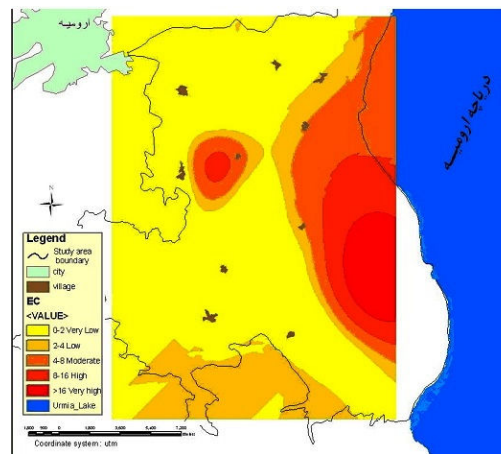 ارومیه
دریاچه ارومیه
N
Legend
Study area boundary
city
village
EC
<VALUE>
0-2 Very Low
2-4 Low
4-8 Moderate
8-16 High
>16 Very high
Urmia_Lake
Coordinate system : utm